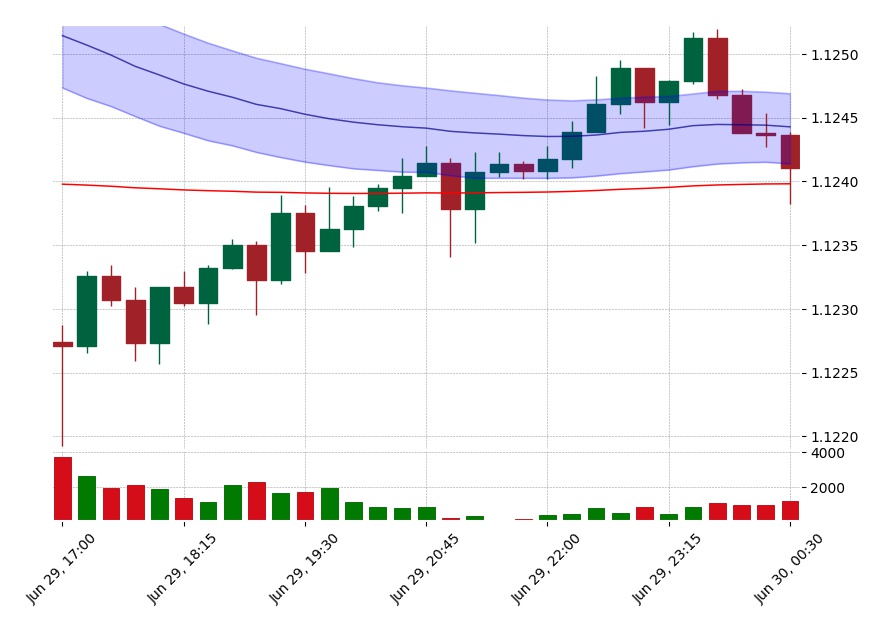 1.1250
1.1245
1.1240
1.1235
1.1230
1.1225
1.1220
4000
2000
Jun 29, 17:00
Jun 29, 18:15
Jun 29, 19:30
Jun 29, 20:45
Jun 29, 22:00
Jun 29, 23:15
Jun 30, 00:30